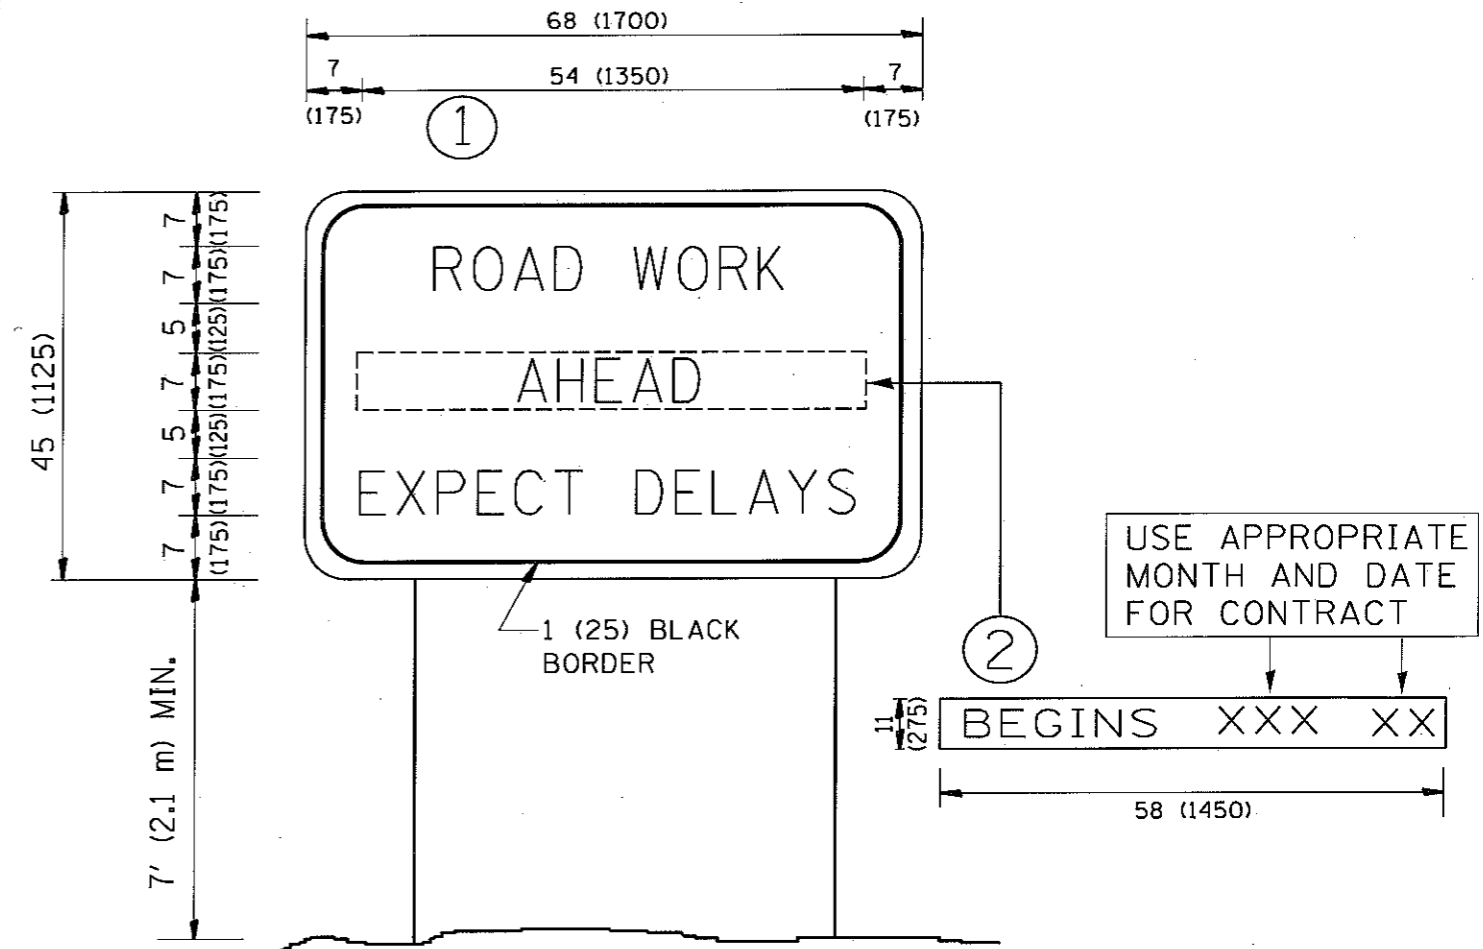 68 (1700)
7
54 (1350)
7
(175)
(175)
1
45 (1125)
7
(175)
7
(175)
5
(125)
7
(175)
5
(125)
7
(175)
7
(175)
ROAD WORK
AHEAD
EXPECT DELAYS
1 (25) BLACK
BORDER
7' (2.1 m) MIN.
2
USE APPROPRIATE
MONTH AND DATE
FOR CONTRACT
11
(275)
BEGINS XXX XX
58 (1450)